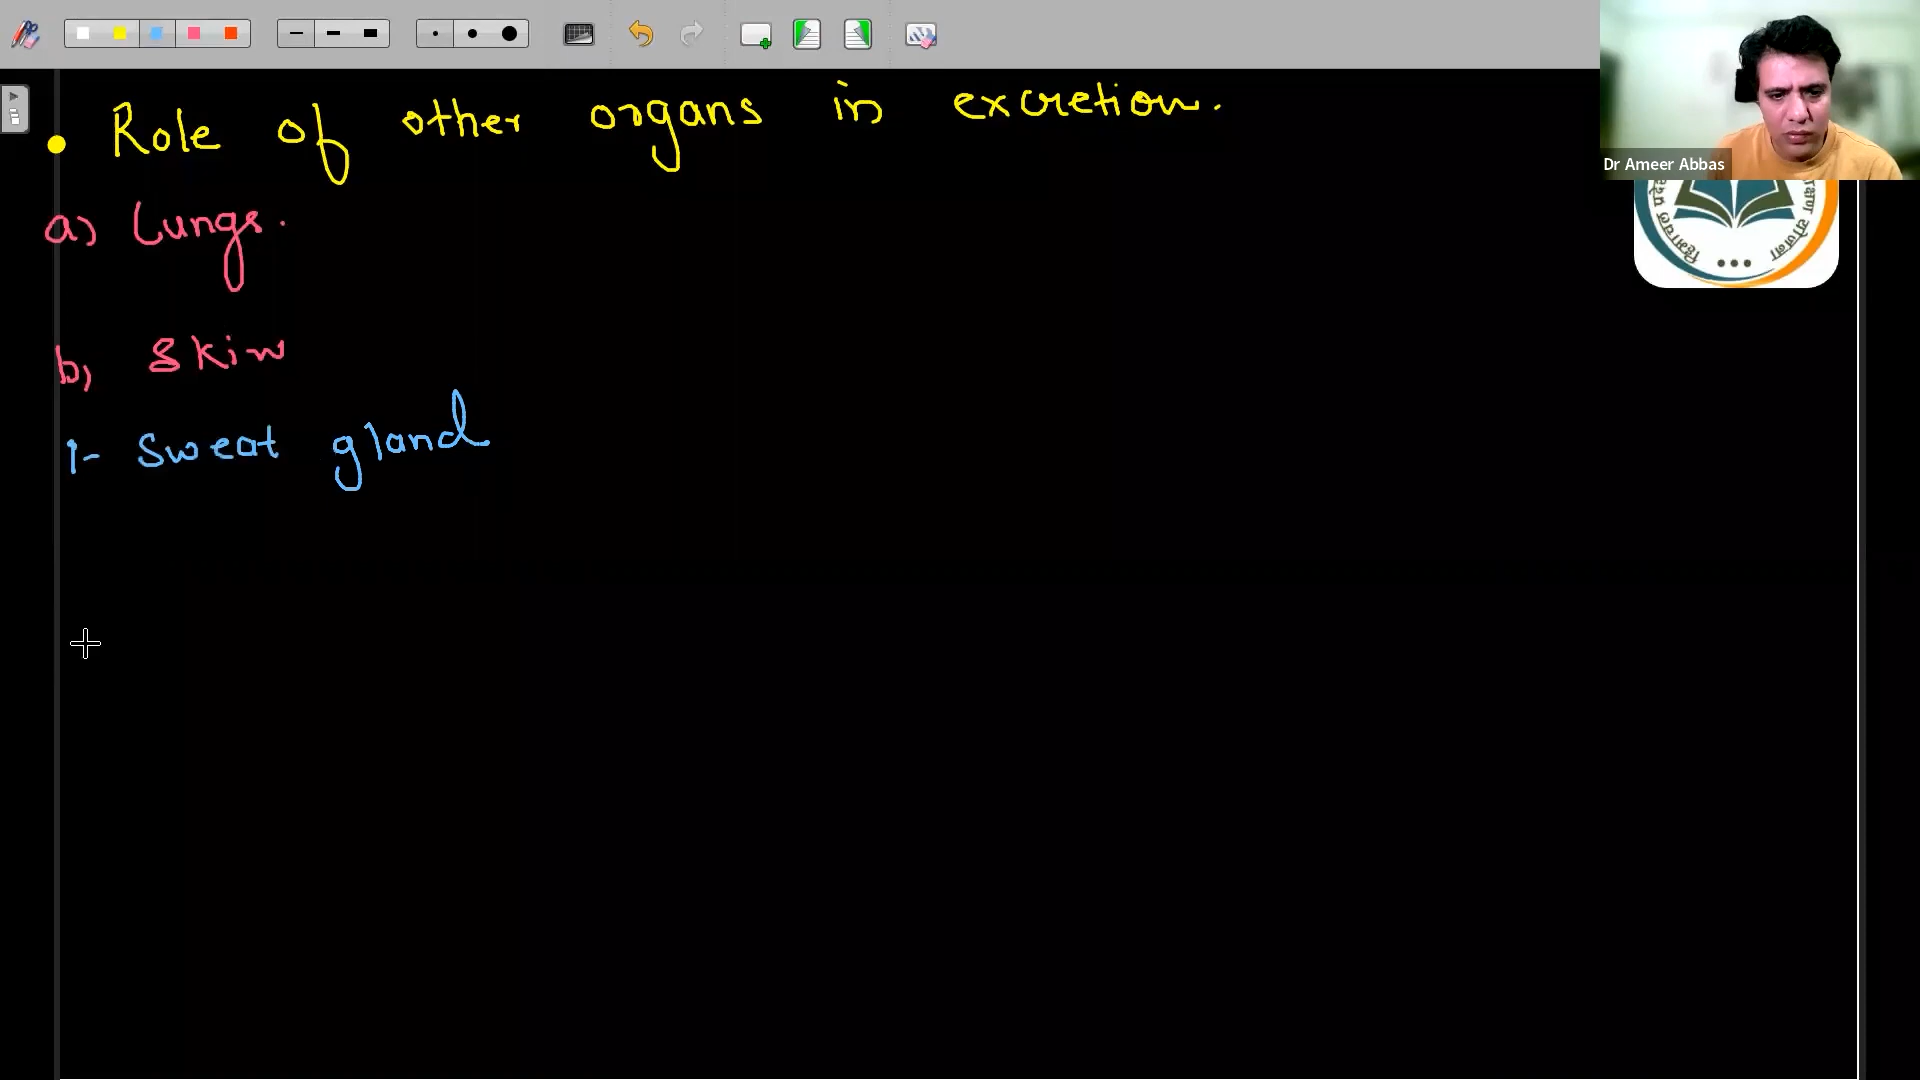 • Role of other organs in excretion.
a) Lungs.
b) Skin
1- Sweat gland
Dr Ameer Abbas